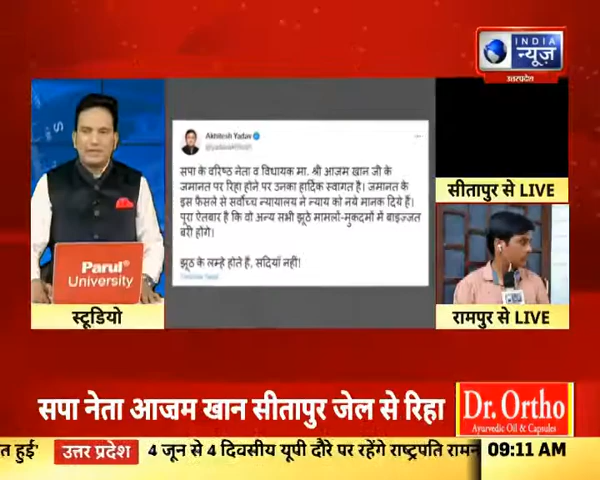 INDIA
न्यूज़
उत्तरप्रदेश
Akhilesh Yadav
@yadavakhilesh
सपा के वरिष्ठ नेता व विधायक मा. श्री आज़म खान जी के
जमानत पर रिहा होने पर उनका हार्दिक स्वागत है। जमानत के
इस फैसले से सर्वोच्च न्यायालय ने न्याय को नये मानक दिये हैं।
पूरा ऐतबार है कि वो अन्य सभी झूठे मामलों-मुकदमों में बाइज्जत
बरी होंगे।
झूठ के लम्हे होते हैं, सदियाँ नहीं!
सीतापुर से LIVE
Parul®
University
स्टूडियो
रामपुर से LIVE
सपा नेता आज़म खान सीतापुर जेल से रिहा
Dr. Ortho
Ayurvedic Oil & Capsules
त हुई'
उत्तर प्रदेश
4 जून से 4 दिवसीय यूपी दौरे पर रहेंगे राष्ट्रपति रामन
09:11 AM